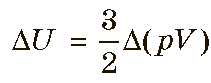 ΔU = 3/2 Δ(pV)